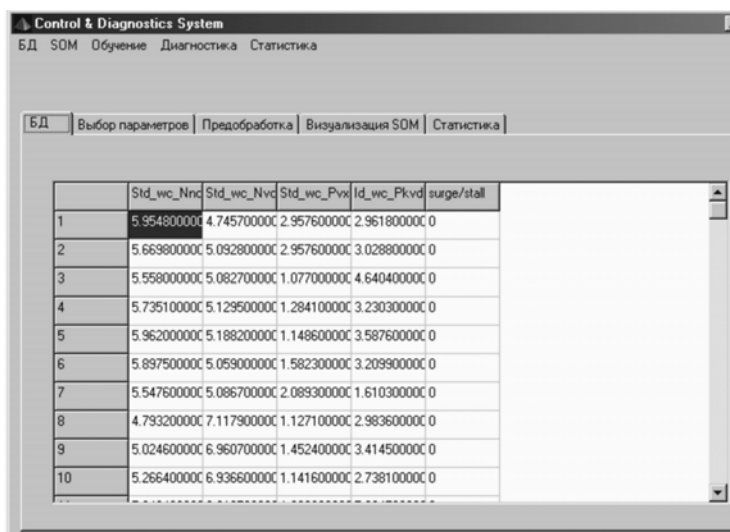 Control & Diagnostics System
БД SOM Обучение Диагностика Статистика
БД Выбор параметров Предобработка Визуализация SOM Статистика
Std_wc_Nnd Std_wc_Nvd Std_wc_Pvx Id_wc_Pkvd surge/stall
1 5.954800000 4.745700000 2.957600000 2.961800000 0
2 5.669800000 5.092800000 2.957600000 3.028800000 0
3 5.558000000 5.082700000 1.077000000 4.640400000 0
4 5.735100000 5.129500000 1.284100000 3.230300000 0
5 5.962000000 5.188200000 1.148600000 3.587600000 0
6 5.897500000 5.059000000 1.582300000 3.209900000 0
7 5.547600000 5.086700000 2.089300000 1.610300000 0
8 4.793200000 7.117900000 1.127100000 2.983600000 0
9 5.024600000 6.960700000 1.452400000 3.414500000 0
10 5.266400000 6.936600000 1.141600000 2.738100000 0